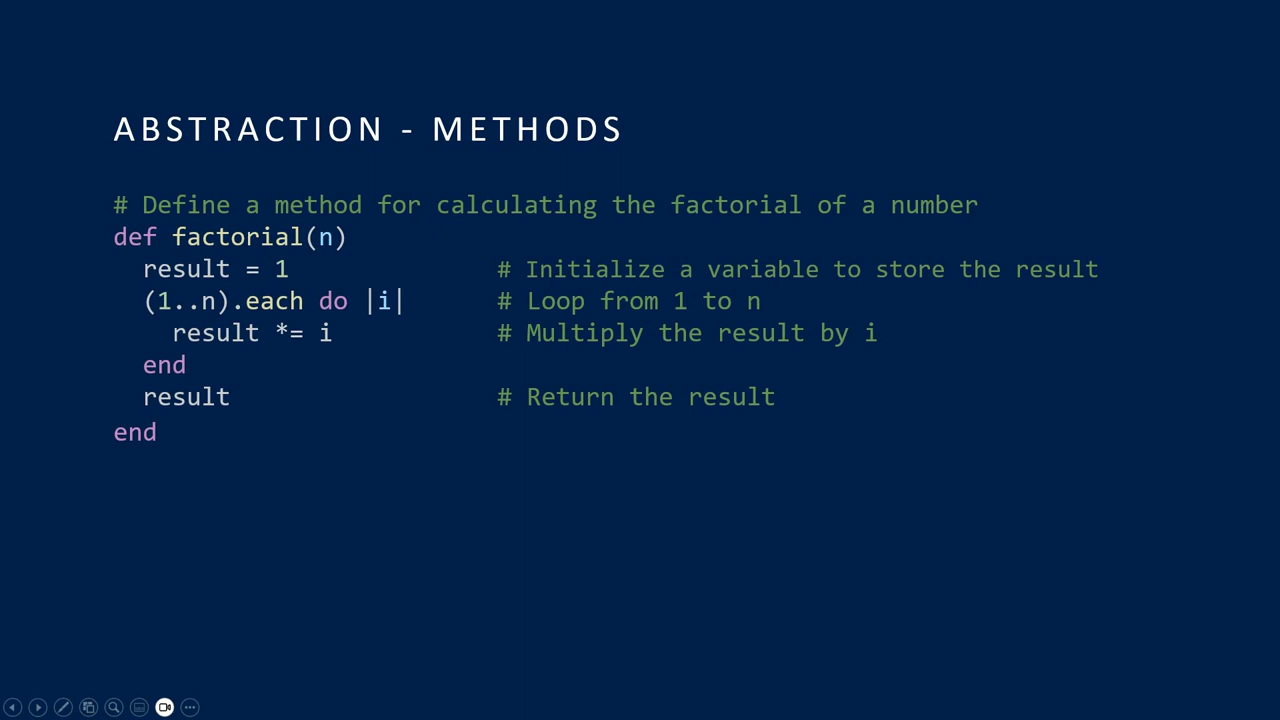 ABSTRACTION - METHODS
# Define a method for calculating the factorial of a number
def factorial(n)
  result = 1 # Initialize a variable to store the result
  (1..n).each do |i| # Loop from 1 to n
    result *= i # Multiply the result by i
  end
  result # Return the result
end